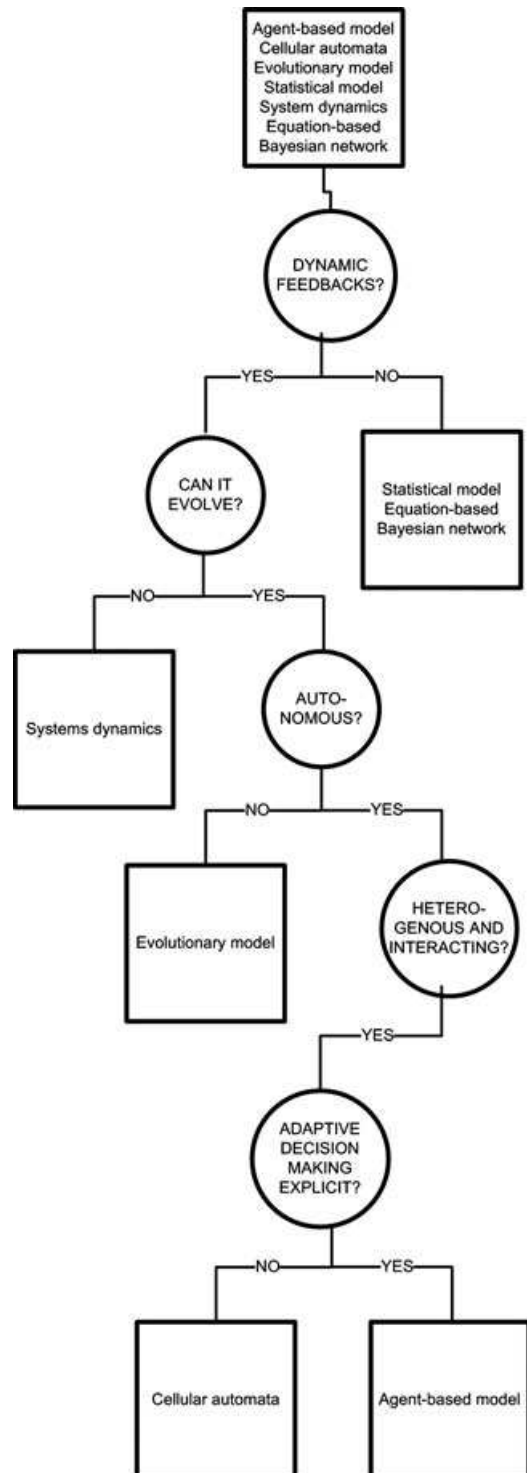 Agent-based model
Cellular automata
Evolutionary model
Statistical model
System dynamics
Equation-based
Bayesian network
DYNAMIC
FEEDBACKS?
YES
NO
CAN IT
EVOLVE?
Statistical model
Equation-based
Bayesian network
NO
YES
Systems dynamics
AUTO-
NOMOUS?
NO
YES
Evolutionary model
HETERO-
GENOUS AND
INTERACTING?
YES
ADAPTIVE
DECISION
MAKING
EXPLICIT?
NO
YES
Cellular automata
Agent-based model